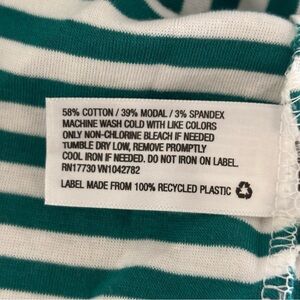 58% COTTON / 39% MODAL / 3% SPANDEX
MACHINE WASH COLD WITH LIKE COLORS
ONLY NON-CHLORINE BLEACH IF NEEDED
TUMBLE DRY LOW, REMOVE PROMPTLY
COOL IRON IF NEEDED. DO NOT IRON ON LABEL.
RN17730 VN1042782
LABEL MADE FROM 100% RECYCLED PLASTIC